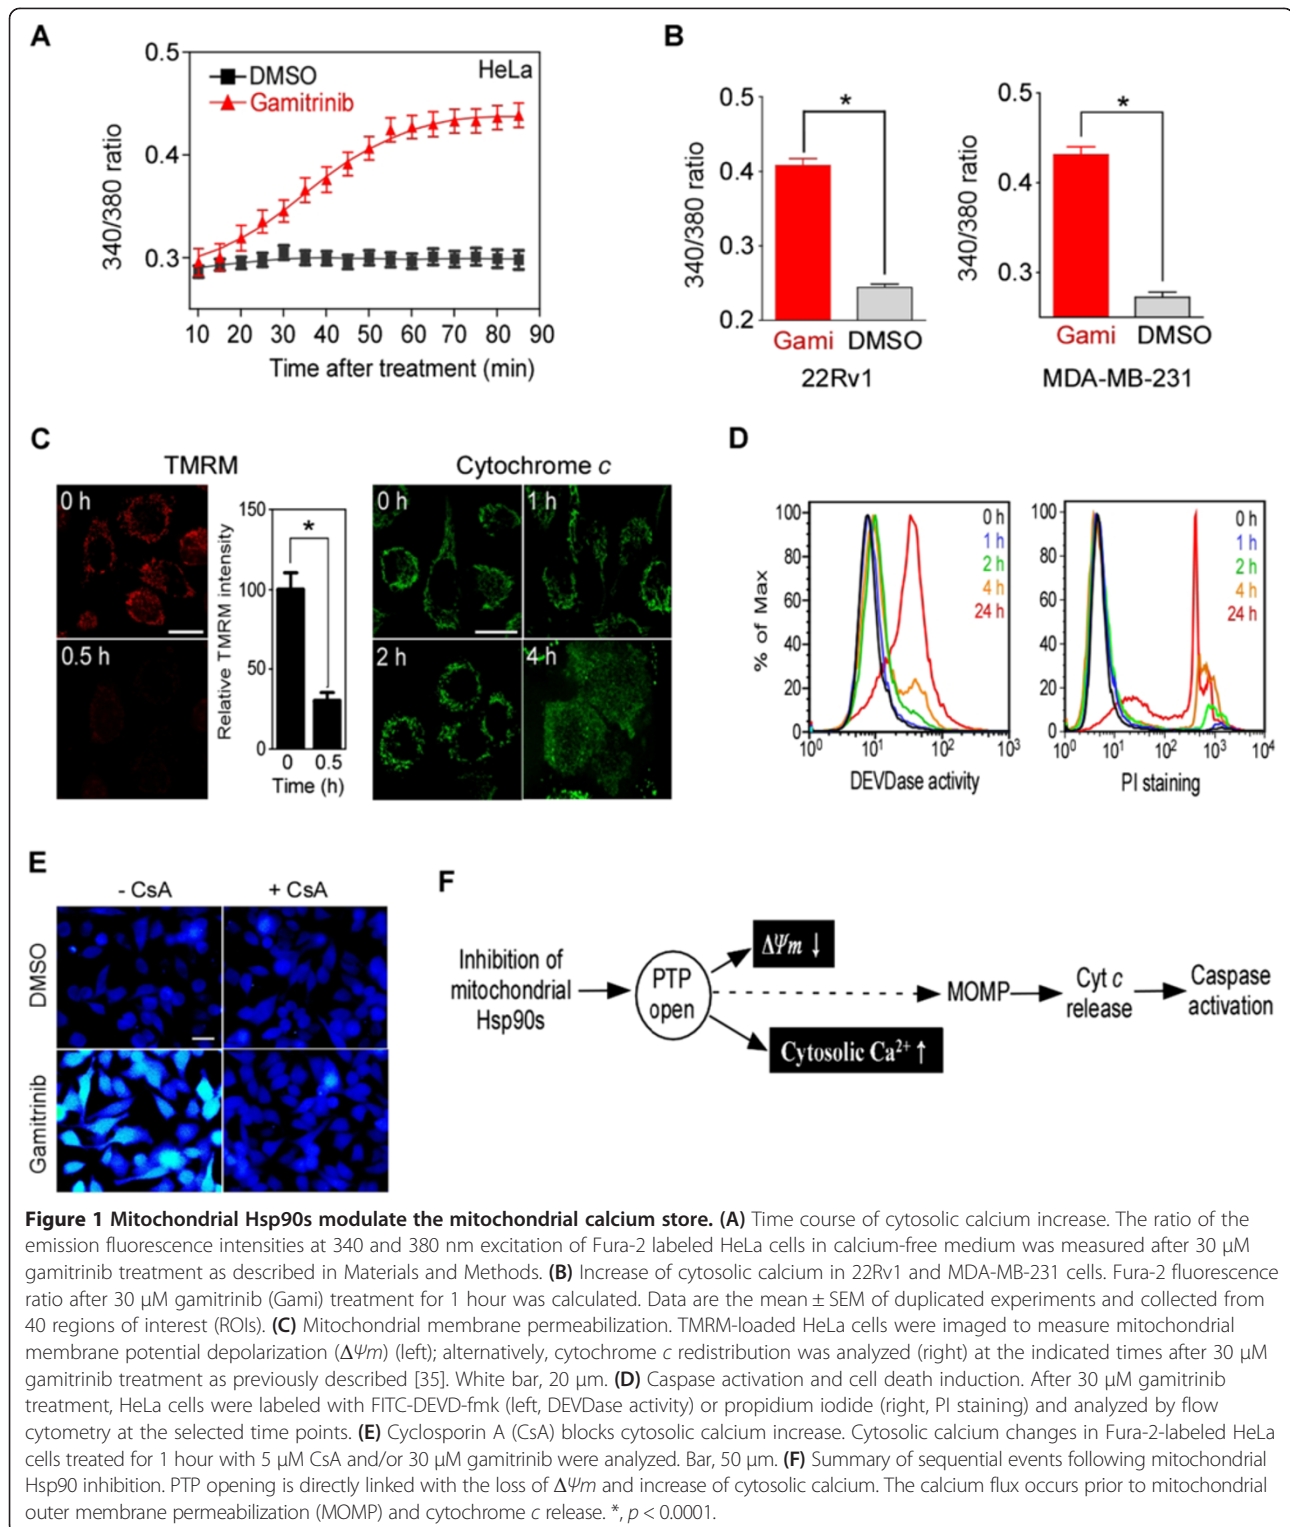 A
0.5
0.4
0.3
340/380 ratio
DMSO
Gamitrinib
HeLa
10 20 30 40 50 60 70 80 90
Time after treatment (min)
B
0.5
0.4
0.3
0.2
340/380 ratio
*
Gami DMSO
22Rv1
0.5
0.4
0.3
340/380 ratio
*
Gami DMSO
MDA-MB-231
C
TMRM
0 h
0.5 h
150
100
50
0
Relative TMRM intensity
*
0 0.5
Time (h)
Cytochrome c
0 h
1 h
2 h
4 h
D
% of Max
100
80
60
40
20
0
0 h
1 h
2 h
4 h
24 h
10⁰ 10¹ 10² 10³
DEVDase activity
100
80
60
40
20
0
0 h
1 h
2 h
4 h
24 h
10⁰ 10¹ 10² 10³ 10⁴
PI staining
E
- CsA + CsA
DMSO
Gamitrinib
F
Inhibition of
mitochondrial
Hsp90s
PTP
open
ΔΨm ↓
Cytosolic Ca²⁺ ↑
MOMP
Cyt c
release
Caspase
activation
Figure 1 Mitochondrial Hsp90s modulate the mitochondrial calcium store. (A) Time course of cytosolic calcium increase. The ratio of the
emission fluorescence intensities at 340 and 380 nm excitation of Fura-2 labeled HeLa cells in calcium-free medium was measured after 30 μM
gamitrinib treatment as described in Materials and Methods. (B) Increase of cytosolic calcium in 22Rv1 and MDA-MB-231 cells. Fura-2 fluorescence
ratio after 30 μM gamitrinib (Gami) treatment for 1 hour was calculated. Data are the mean ± SEM of duplicated experiments and collected from
40 regions of interest (ROIs). (C) Mitochondrial membrane permeabilization. TMRM-loaded HeLa cells were imaged to measure mitochondrial
membrane potential depolarization (ΔΨm) (left); alternatively, cytochrome c redistribution was analyzed (right) at the indicated times after 30 μM
gamitrinib treatment as previously described [35]. White bar, 20 μm. (D) Caspase activation and cell death induction. After 30 μM gamitrinib
treatment, HeLa cells were labeled with FITC-DEVD-fmk (left, DEVDase activity) or propidium iodide (right, PI staining) and analyzed by flow
cytometry at the selected time points. (E) Cyclosporin A (CsA) blocks cytosolic calcium increase. Cytosolic calcium changes in Fura-2-labeled HeLa
cells treated for 1 hour with 5 μM CsA and/or 30 μM gamitrinib were analyzed. Bar, 50 μm. (F) Summary of sequential events following mitochondrial
Hsp90 inhibition. PTP opening is directly linked with the loss of ΔΨm and increase of cytosolic calcium. The calcium flux occurs prior to mitochondrial
outer membrane permeabilization (MOMP) and cytochrome c release. *, p < 0.0001.